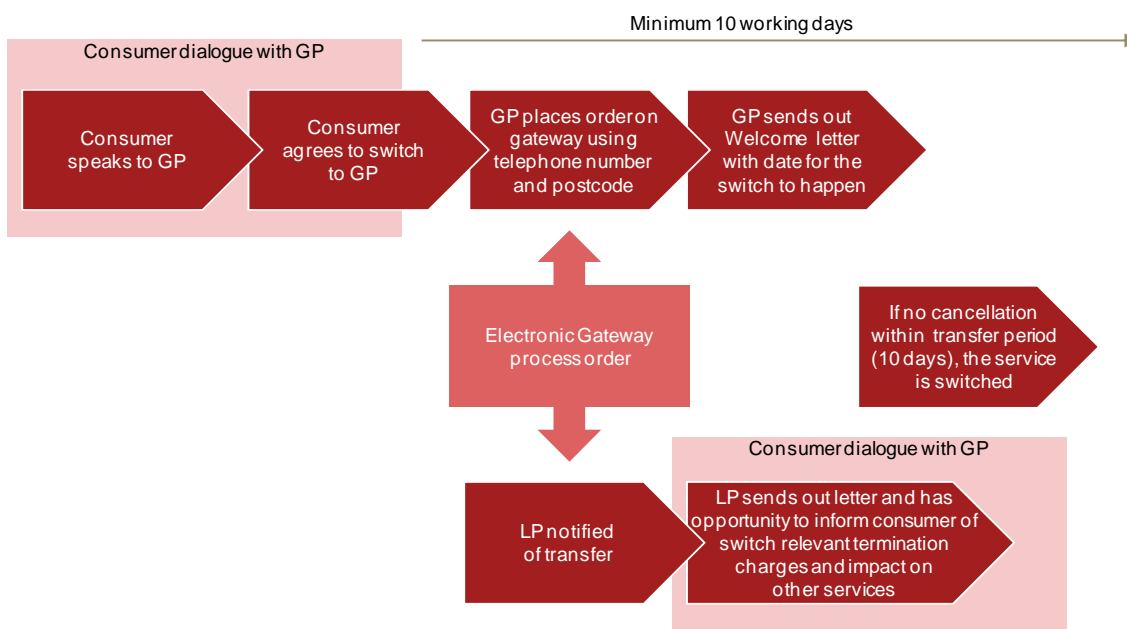 Minimum 10 working days
Consumer dialogue with GP
Consumer
speaks to GP
Consumer
agrees to switch
to GP
GP places order on
gateway using
telephone number
and postcode
GP sends out
Welcome letter
with date for the
switch to happen
Electronic Gateway
process order
If no cancellation
within transfer period
(10 days), the service
is switched
Consumer dialogue with GP
LP notified
of transfer
LP sends out letter and has
opportunity to inform consumer of
switch relevant termination
charges and impact on
other services